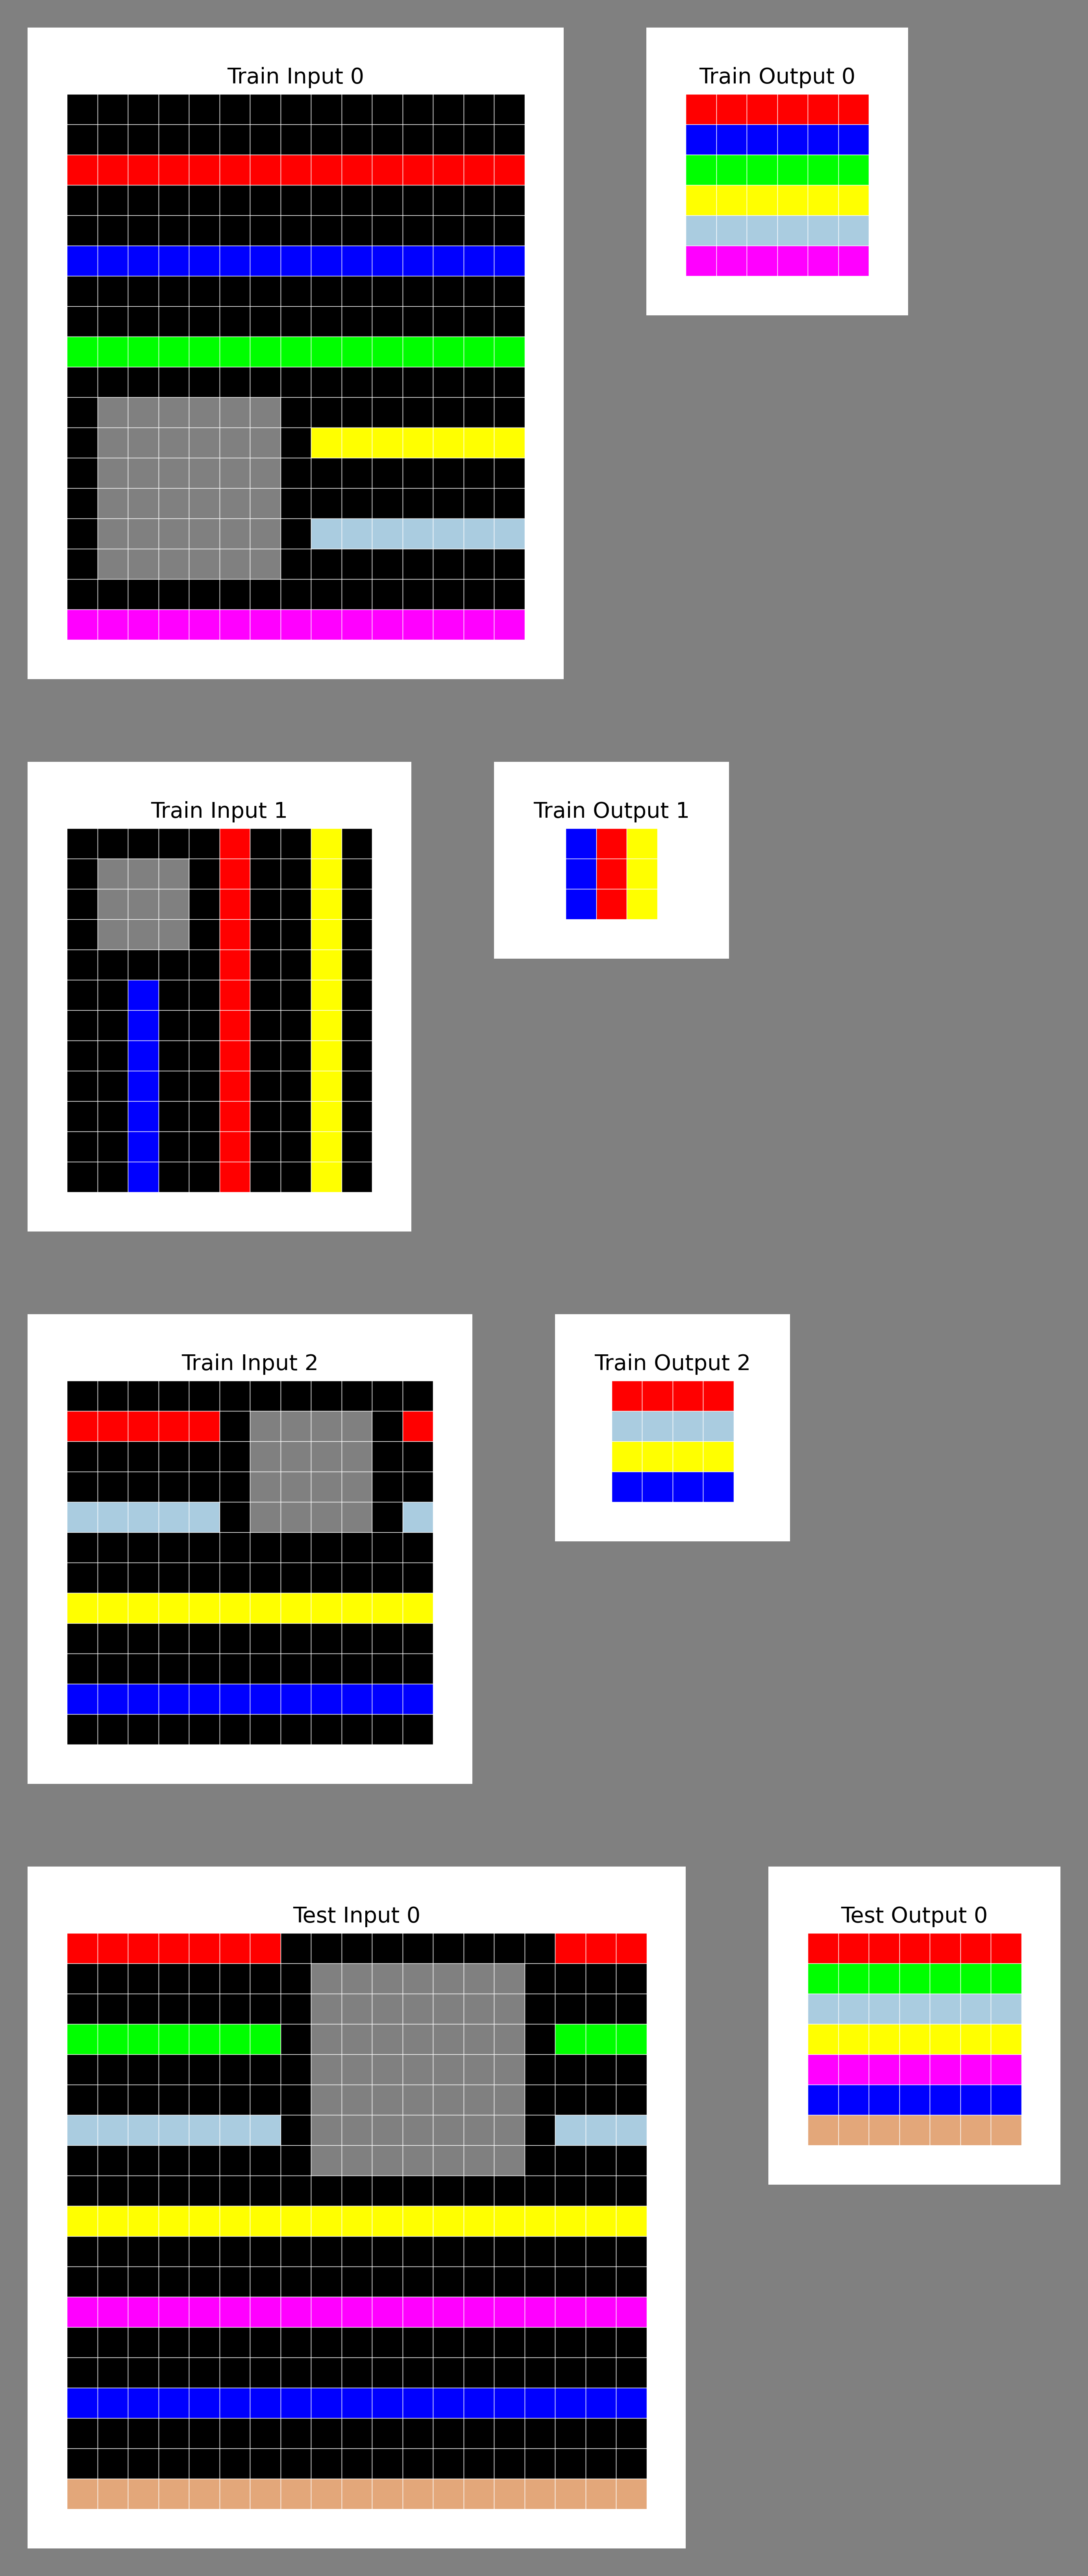 Train Input 0
Train Output 0
Train Input 1
Train Output 1
Train Input 2
Train Output 2
Test Input 0
Test Output 0